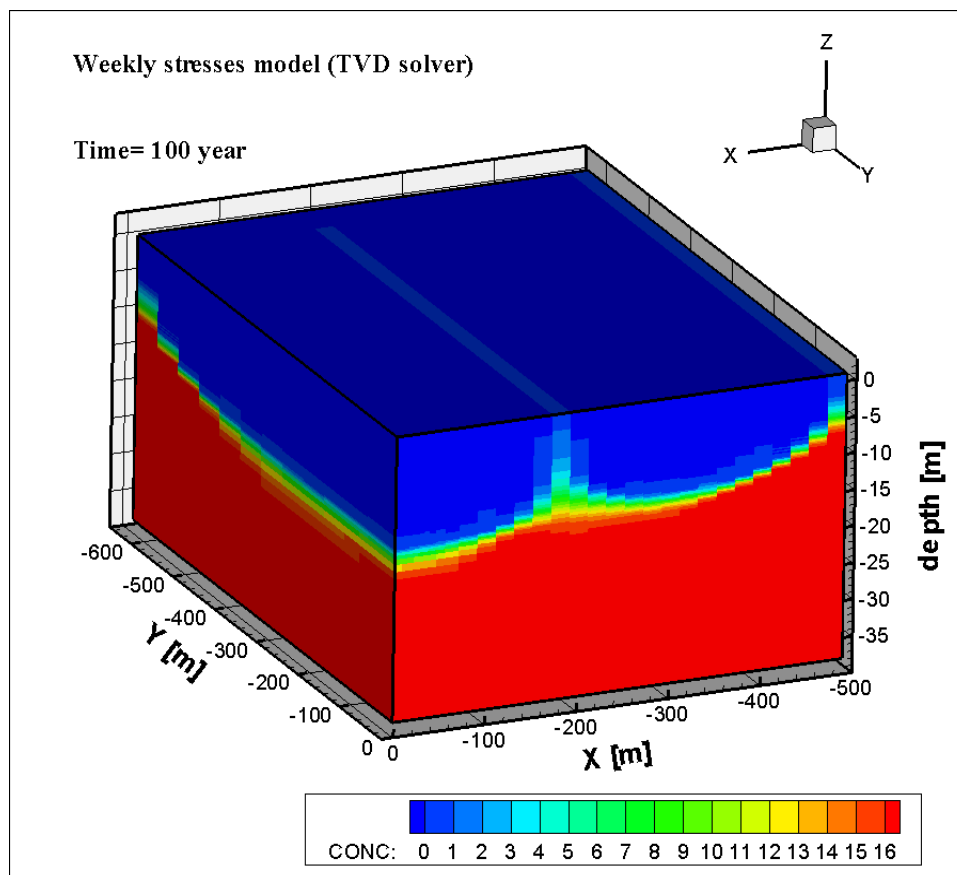 Weekly stresses model (TVD solver)
Time= 100 year
Z
X
Y
0
-5
-10
-15
-20
-25
-30
-35
depth [m]
-600
-500
-400
-300
-200
-100
0
Y [m]
0
-100
-200
-300
-400
-500
X [m]
CONC: 0 1 2 3 4 5 6 7 8 9 10 11 12 13 14 15 16